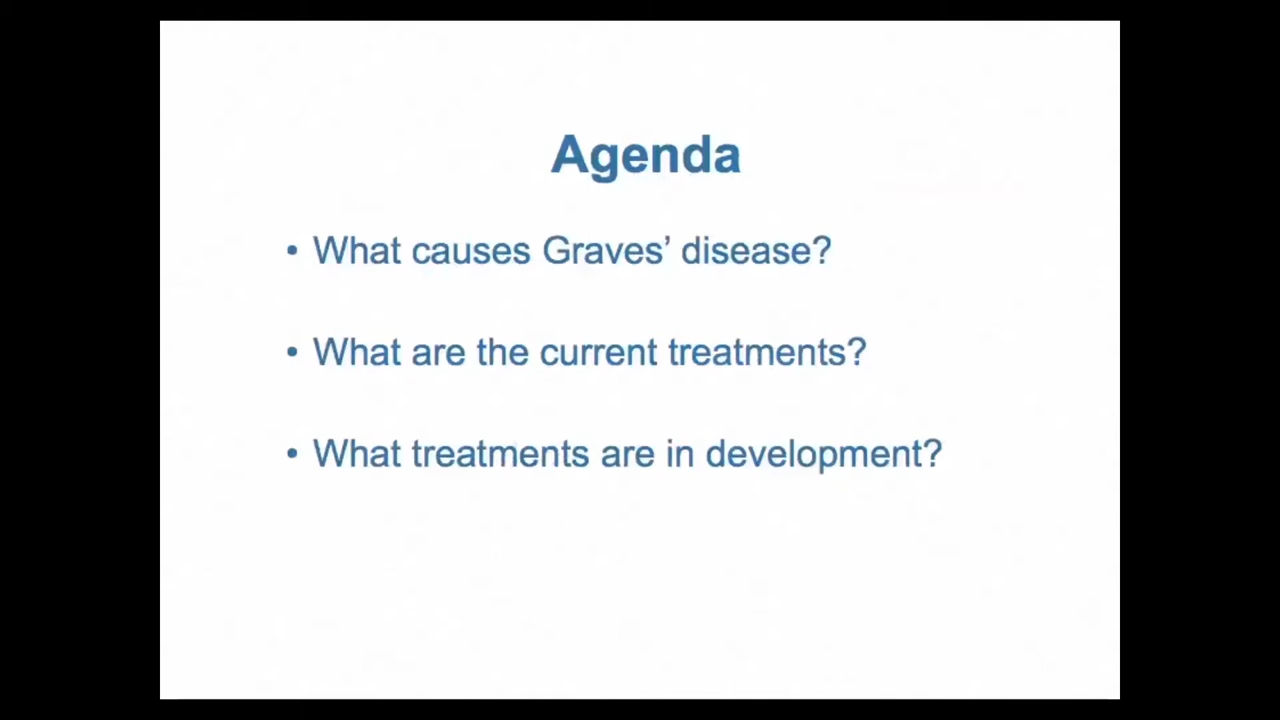 Agenda
• What causes Graves’ disease?
• What are the current treatments?
• What treatments are in development?